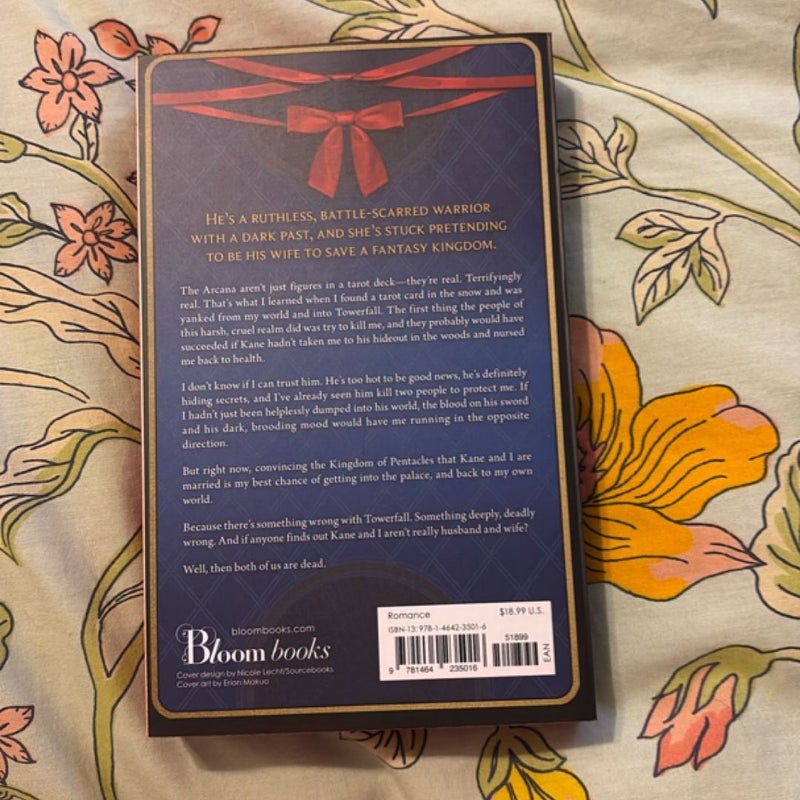 HE'S A RUTHLESS, BATTLE-SCARRED WARRIOR
WITH A DARK PAST, AND SHE'S STUCK PRETENDING
TO BE HIS WIFE TO SAVE A FANTASY KINGDOM.
The Arcana aren't just figures in a tarot deck—they're real. Terrifyingly
real. That's what I learned when I found a tarot card in the snow and was
yanked from my world and into Towerfall. The first thing the people of
this harsh, cruel realm did was try to kill me, and they probably would have
succeeded if Kane hadn't taken me to his hideout in the woods and nursed
me back to health.
I don't know if I can trust him. He's too hot to be good news, he's definitely
hiding secrets, and I've already seen him kill two people to protect me. If
I hadn't just been helplessly dumped into his world, the blood on his sword
and his dark, brooding mood would have me running in the opposite
direction.
But right now, convincing the Kingdom of Pentacles that Kane and I are
married is my best chance of getting into the palace, and back to my own
world.
Because there's something wrong with Towerfall. Something deeply, deadly
wrong. And if anyone finds out Kane and I aren't really husband and wife?
Well, then both of us are dead.
bloombooks.com
Bloom books
Cover design by Nicole Lecht/Sourcebooks
Cover art by Erion Makuo
Romance $18.99 U.S.
ISBN-13: 978-1-4642-3501-6
51899
9 781464 235016
EAN